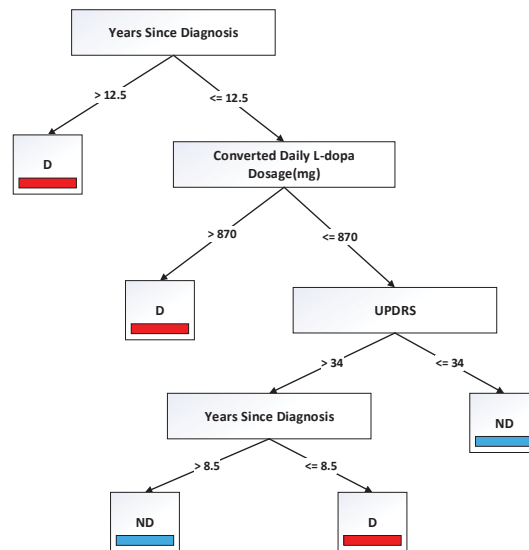 Years Since Diagnosis
> 12.5
<= 12.5
D
Converted Daily L-dopa
Dosage(mg)
> 870
<= 870
D
UPDRS
> 34
<= 34
Years Since Diagnosis
ND
> 8.5
<= 8.5
ND
D